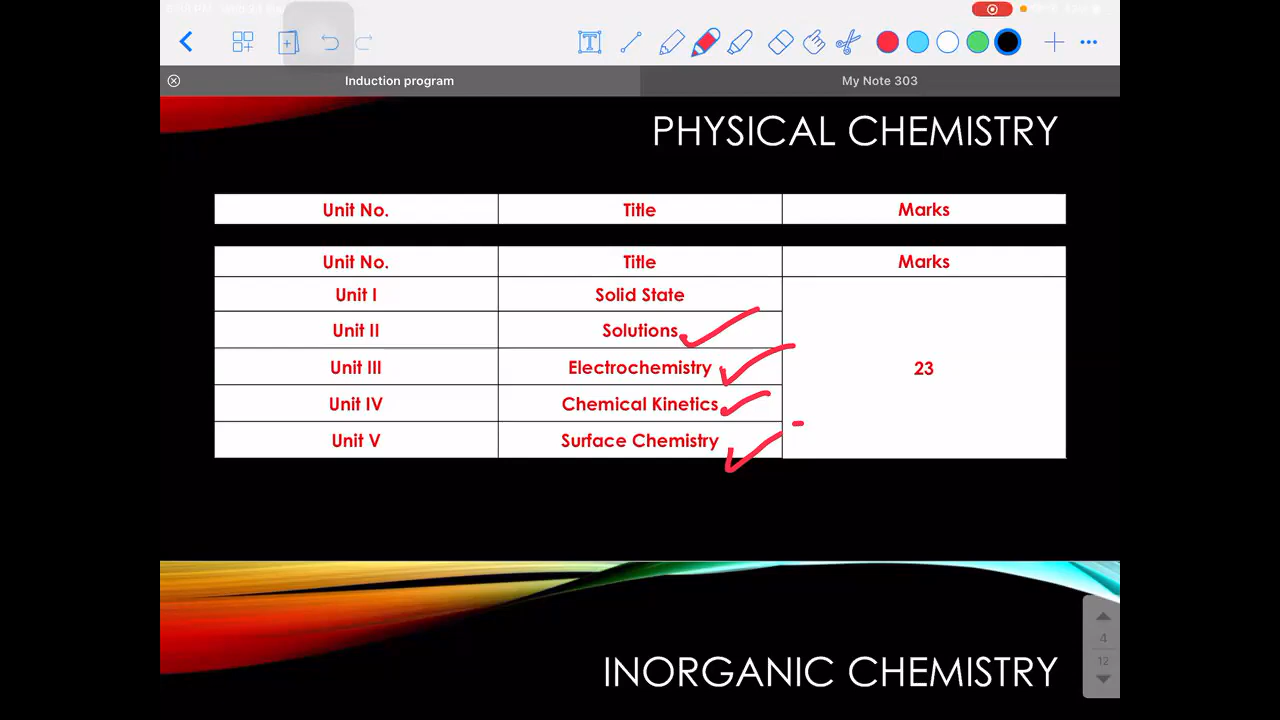 Induction program
My Note 303
PHYSICAL CHEMISTRY
Unit No. Title Marks
Unit No. Title Marks
Unit I Solid State
Unit II Solutions
Unit III Electrochemistry 23
Unit IV Chemical Kinetics
Unit V Surface Chemistry
INORGANIC CHEMISTRY
4
12